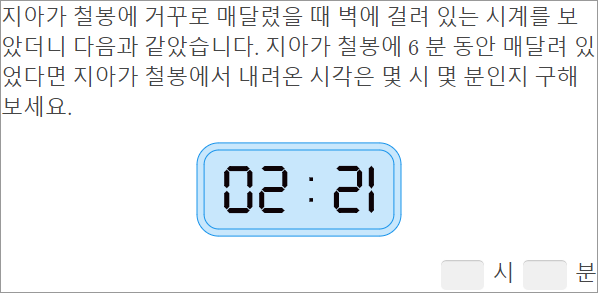 지아가 철봉에 거꾸로 매달렸을 때 벽에 걸려 있는 시계를 보
았더니 다음과 같았습니다. 지아가 철봉에 6 분 동안 매달려 있
었다면 지아가 철봉에서 내려온 시각은 몇 시 몇 분인지 구해
보세요.
02 : 21
시 분